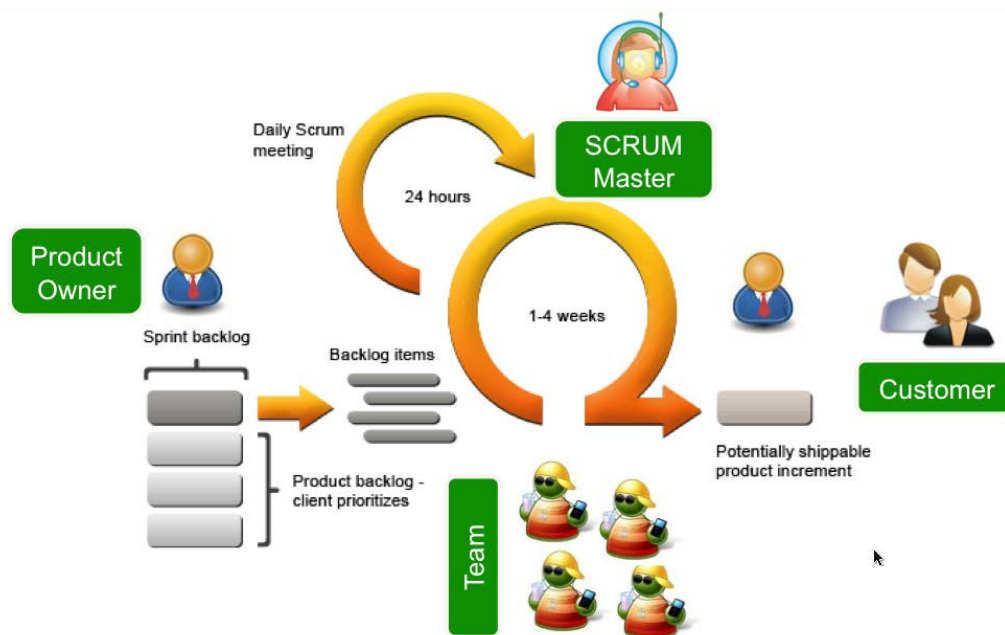 SCRUM
Master
Daily Scrum
meeting
24 hours
Product
Owner
1-4 weeks
Sprint backlog
Backlog items
Customer
Potentially shippable
product increment
Product backlog -
client prioritizes
Team